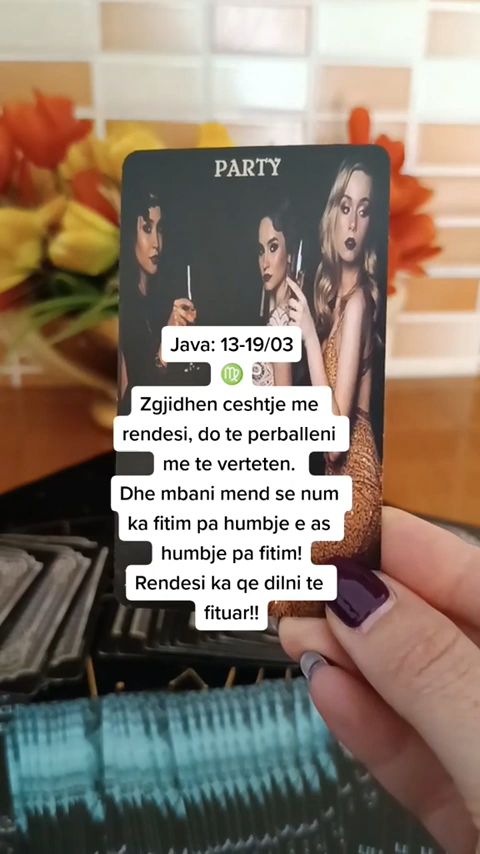 PARTY
Java: 13-19/03
♍
Zgjidhen ceshtje me
rendesi, do te perballeni
me te verteten.
Dhe mbani mend se num
ka fitim pa humbje e as
humbje pa fitim!
Rendesi ka qe dilni te
fituar!!